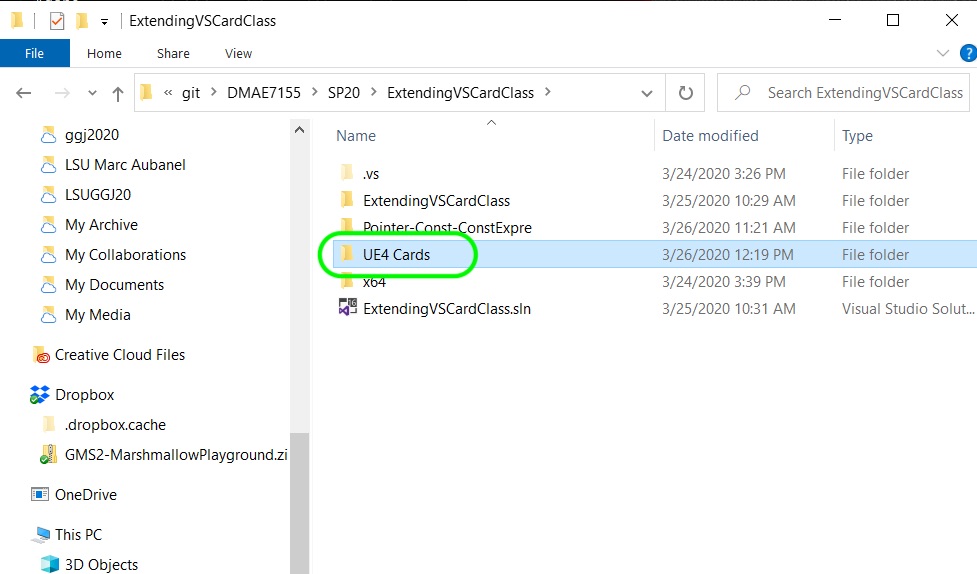 ExtendingVSCardClass
File Home Share View
« git > DMAE7155 > SP20 > ExtendingVSCardClass > Search ExtendingVSCardClass
Name Date modified Type
ggj2020
LSU Marc Aubanel
LSUGGJ20
My Archive
My Collaborations
My Documents
My Media
Creative Cloud Files
Dropbox
.dropbox.cache
GMS2-MarshmallowPlayground.zi
OneDrive
This PC
3D Objects
.vs 3/24/2020 3:26 PM File folder
ExtendingVSCardClass 3/25/2020 10:29 AM File folder
Pointer-Const-ConstExpre 3/26/2020 11:21 AM File folder
UE4 Cards 3/26/2020 12:19 PM File folder
x64 3/24/2020 3:39 PM File folder
ExtendingVSCardClass.sln 3/25/2020 10:31 AM Visual Studio Solut...